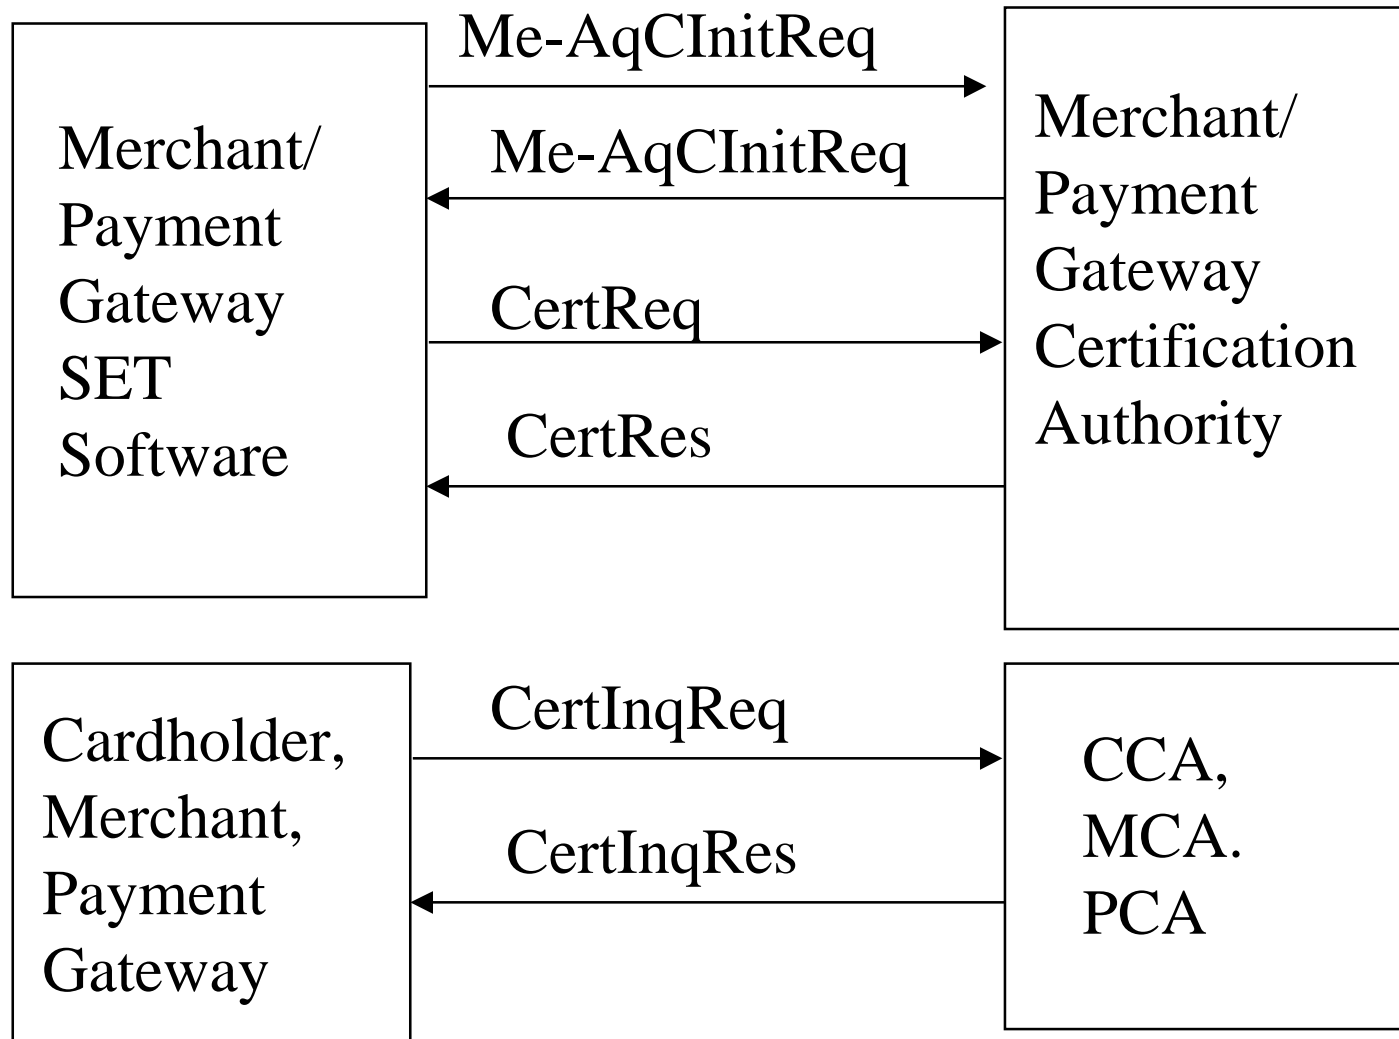 Merchant/
Payment
Gateway
SET
Software
Me-AqCInitReq
Me-AqCInitReq
CertReq
CertRes
Merchant/
Payment
Gateway
Certification
Authority
Cardholder,
Merchant,
Payment
Gateway
CertInqReq
CertInqRes
CCA,
MCA.
PCA